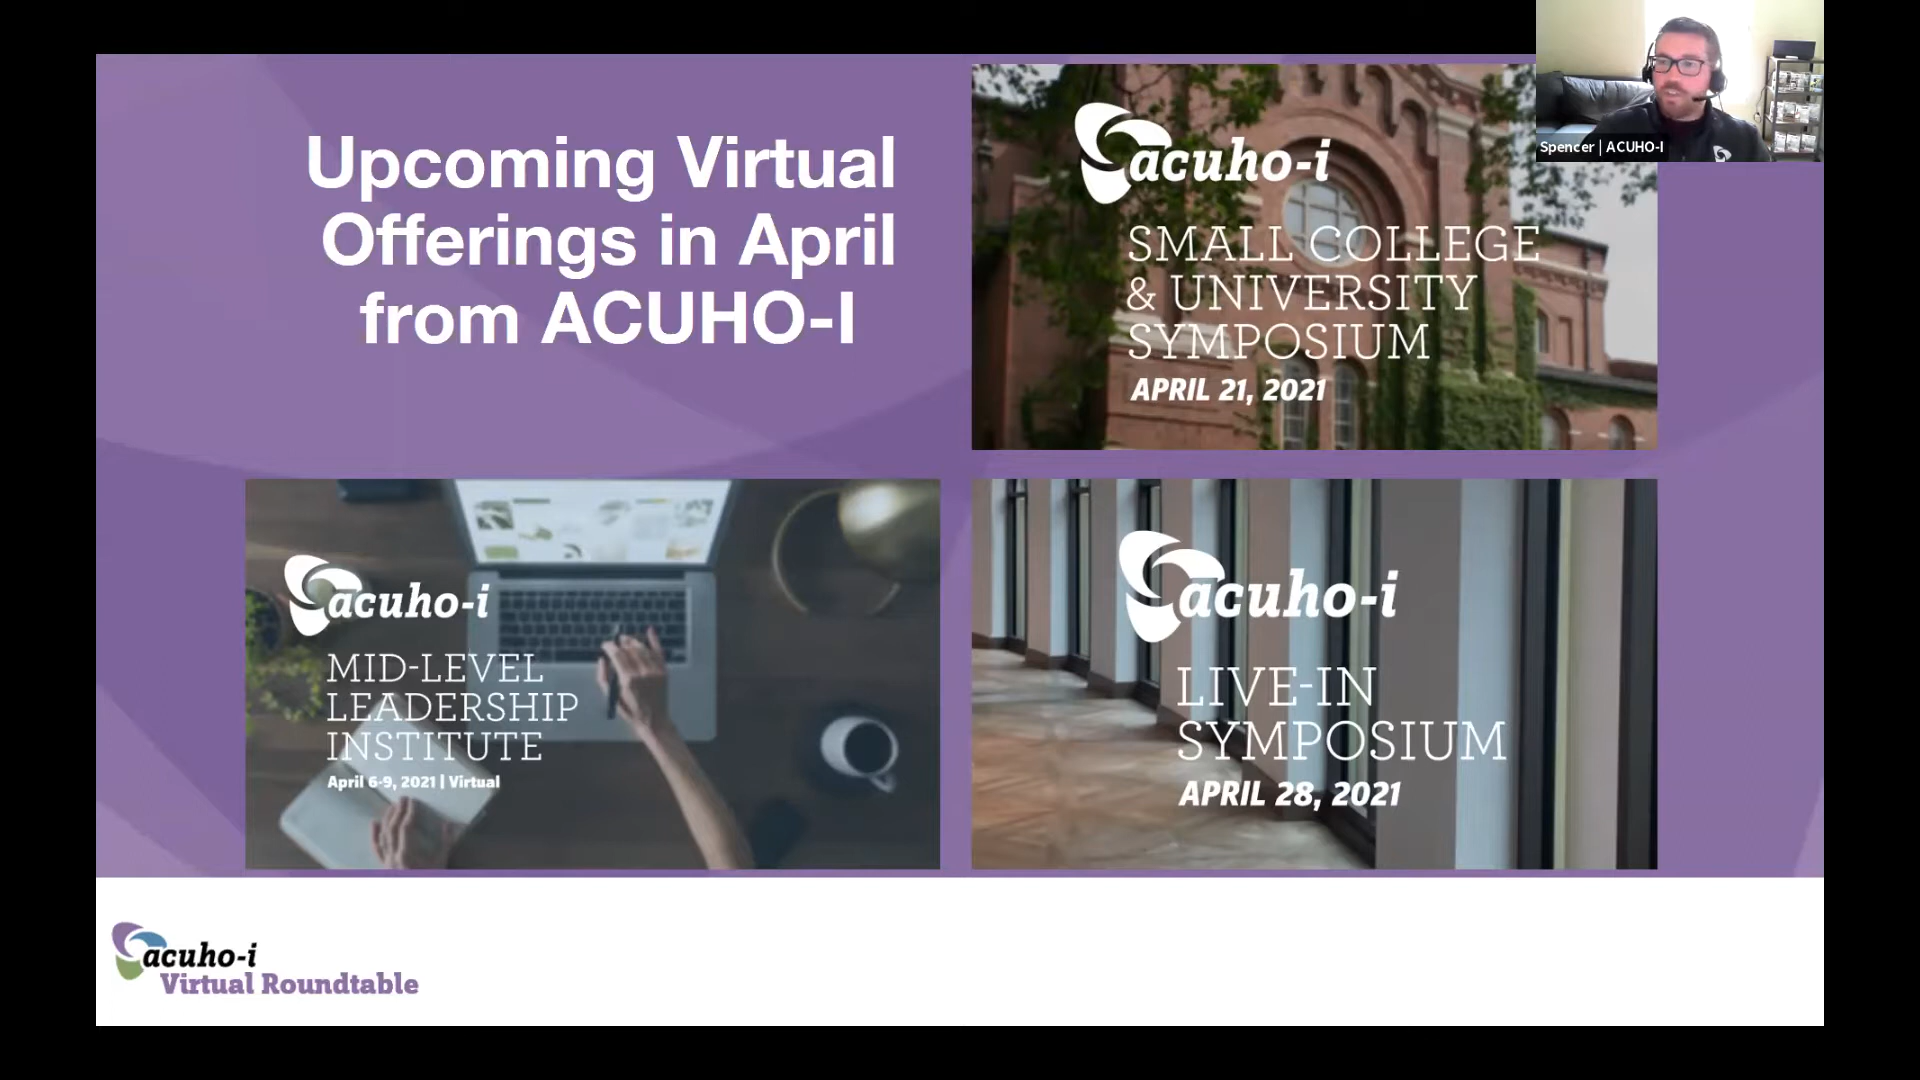 Upcoming Virtual
Offerings in April
from ACUHO-I
acuho-i
SMALL COLLEGE
& UNIVERSITY
SYMPOSIUM
APRIL 21, 2021
Spencer | ACUHO-I
acuho-i
MID-LEVEL
LEADERSHIP
INSTITUTE
April 6-9, 2021 | Virtual
acuho-i
LIVE-IN
SYMPOSIUM
APRIL 28, 2021
acuho-i
Virtual Roundtable